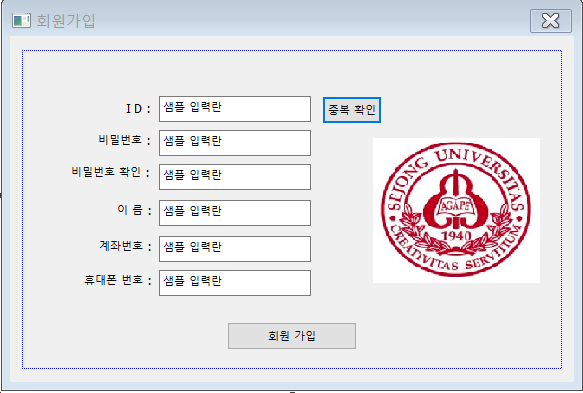 회원가입
I D :
샘플 입력란
중복 확인
비밀번호 :
샘플 입력란
비밀번호 확인 :
샘플 입력란
이 름 :
샘플 입력란
계좌번호 :
샘플 입력란
휴대폰 번호 :
샘플 입력란
SEJONG UNIVERSITAS
AGAPE
1940
CREADIVITAS SERVITIUM
회원 가입